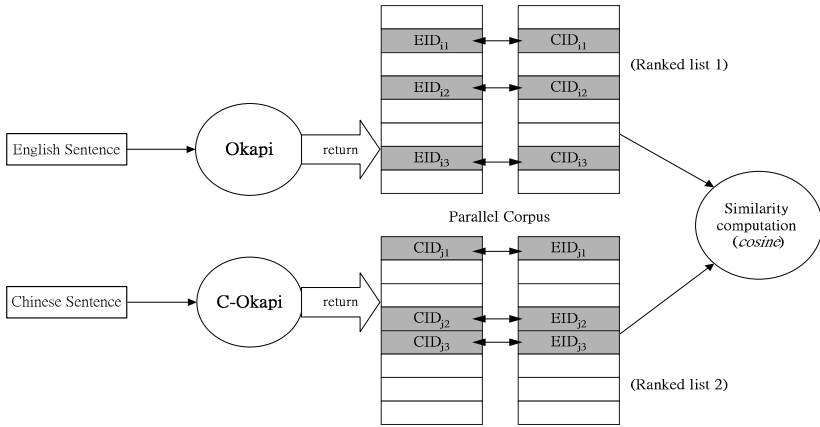 EID_i1 CID_i1
(Ranked list 1)
EID_i2 CID_i2
English Sentence
Okapi
return
EID_i3 CID_i3
Parallel Corpus
Similarity
computation
(cosine)
CID_j1 EID_j1
Chinese Sentence
C-Okapi
return
CID_j2 EID_j2
CID_j3 EID_j3
(Ranked list 2)